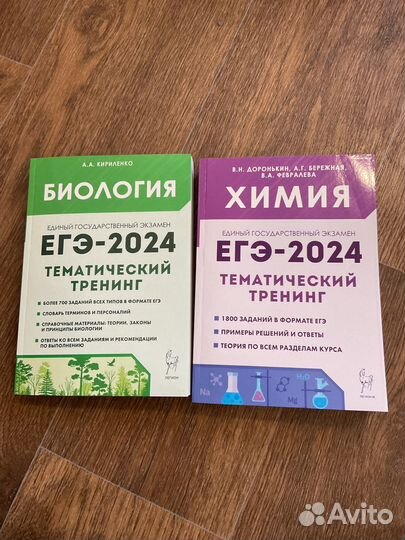 А.А. КИРИЛЕНКО
БИОЛОГИЯ
ЕДИНЫЙ ГОСУДАРСТВЕННЫЙ ЭКЗАМЕН
ЕГЭ-2024
ТЕМАТИЧЕСКИЙ
ТРЕНИНГ
БОЛЕЕ 700 ЗАДАНИЙ ВСЕХ ТИПОВ В ФОРМАТЕ ЕГЭ
СЛОВАРЬ ТЕРМИНОВ И ПЕРСОНАЛИЙ
СПРАВОЧНЫЕ МАТЕРИАЛЫ: ТЕОРИИ, ЗАКОНЫ
И ПРИНЦИПЫ БИОЛОГИИ
ОТВЕТЫ КО ВСЕМ ЗАДАНИЯМ И РЕКОМЕНДАЦИИ
ПО ВЫПОЛНЕНИЮ
ЛЕГИОН
В.Н. ДОРОНЬКИН, А.Г. БЕРЕЖНАЯ,
В.А. ФЕВРАЛЕВА
ХИМИЯ
ЕДИНЫЙ ГОСУДАРСТВЕННЫЙ ЭКЗАМЕН
ЕГЭ-2024
ТЕМАТИЧЕСКИЙ
ТРЕНИНГ
1800 ЗАДАНИЙ В ФОРМАТЕ ЕГЭ
ПРИМЕРЫ РЕШЕНИЙ И ОТВЕТЫ
ТЕОРИЯ ПО ВСЕМ РАЗДЕЛАМ КУРСА
Na
Mg
H₂O
ЛЕГИОН
Avito